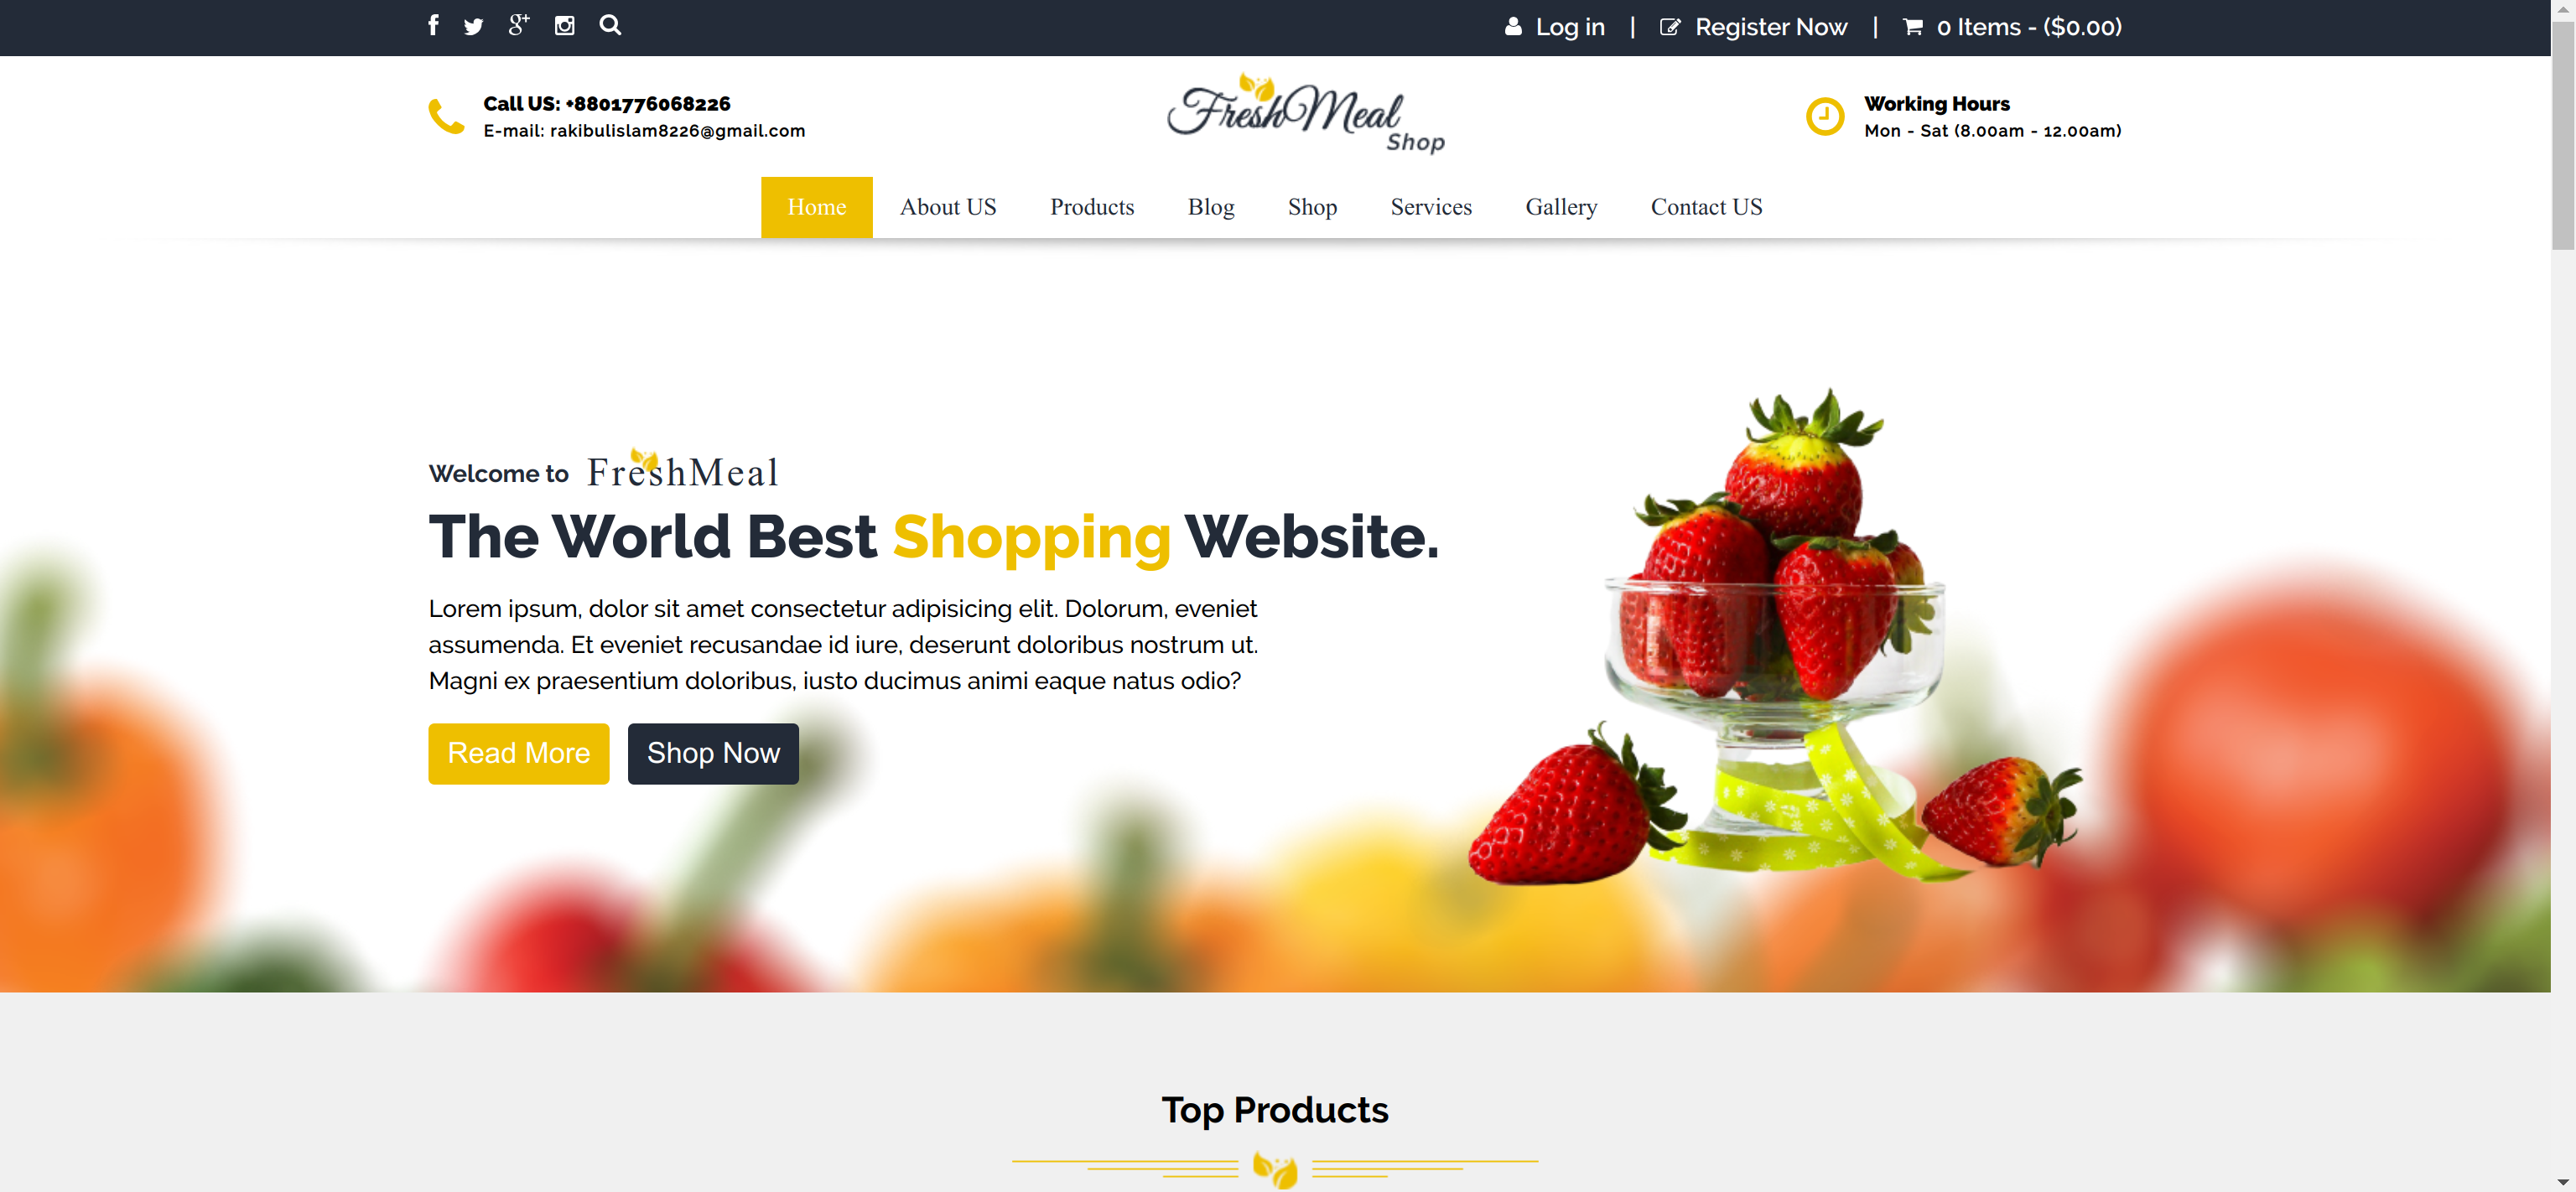 Log in | Register Now | 0 Items - ($0.00)
Call US: +8801776068226
E-mail: rakibulislam8226@gmail.com
FreshMeal
Shop
Working Hours
Mon - Sat (8.00am - 12.00am)
Home About US Products Blog Shop Services Gallery Contact US
Welcome to FreshMeal
The World Best Shopping Website.
Lorem ipsum, dolor sit amet consectetur adipisicing elit. Dolorum, eveniet
assumenda. Et eveniet recusandae id iure, deserunt doloribus nostrum ut.
Magni ex praesentium doloribus, iusto ducimus animi eaque natus odio?
Read More Shop Now
Top Products